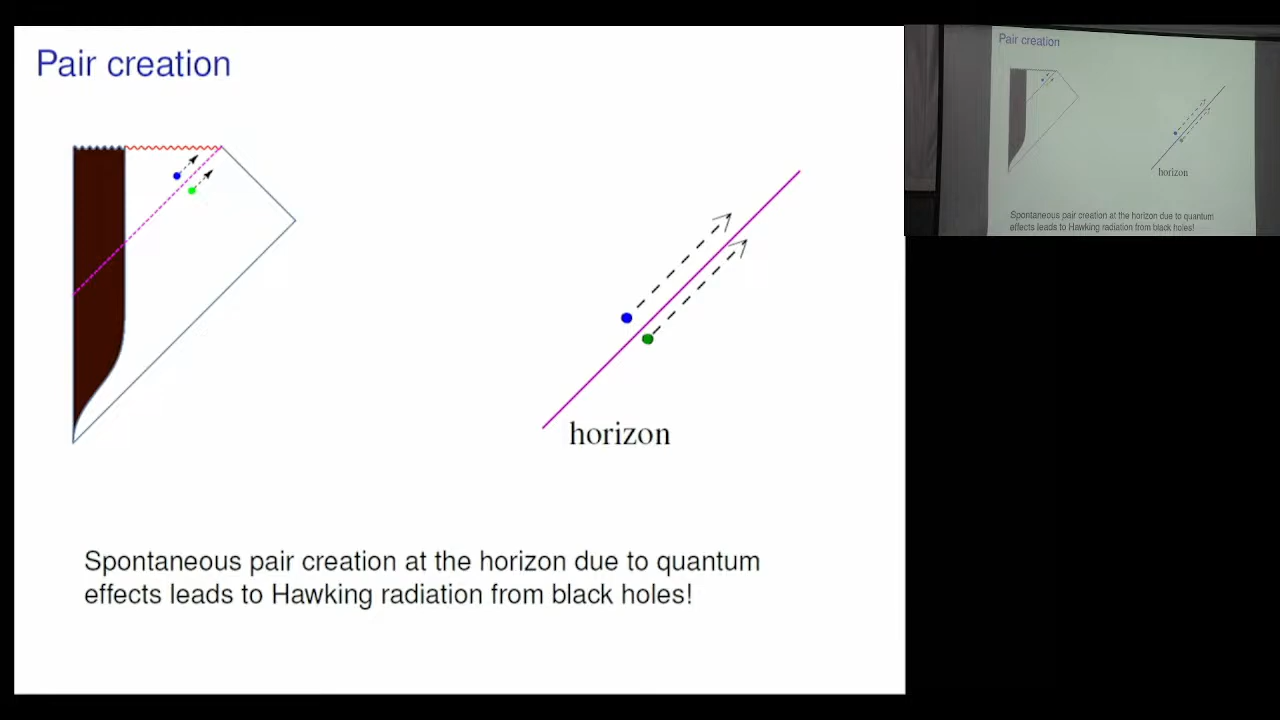 Pair creation
horizon
Spontaneous pair creation at the horizon due to quantum
effects leads to Hawking radiation from black holes!
Pair creation
horizon
Spontaneous pair creation at the horizon due to quantum
effects leads to Hawking radiation from black holes!